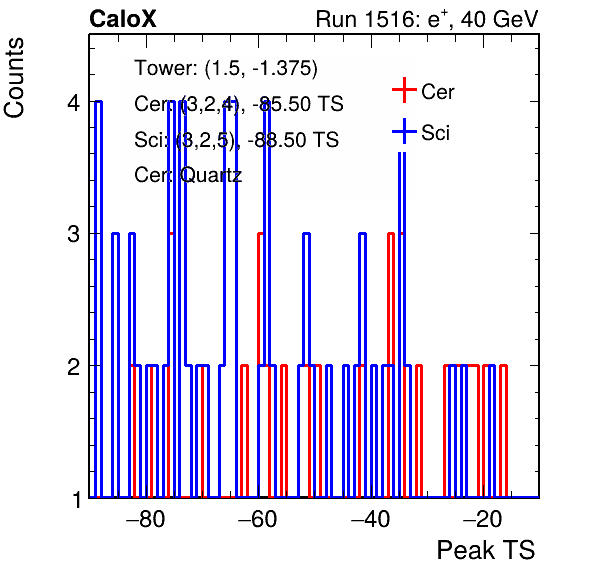 CaloX
Run 1516: e+, 40 GeV
Counts
Tower: (1.5, -1.375)
Cer: (3,2,4), -85.50 TS
Sci: (3,2,5), -88.50 TS
Cer: Quartz
Cer
Sci
4
3
2
1
−80
−60
−40
−20
Peak TS